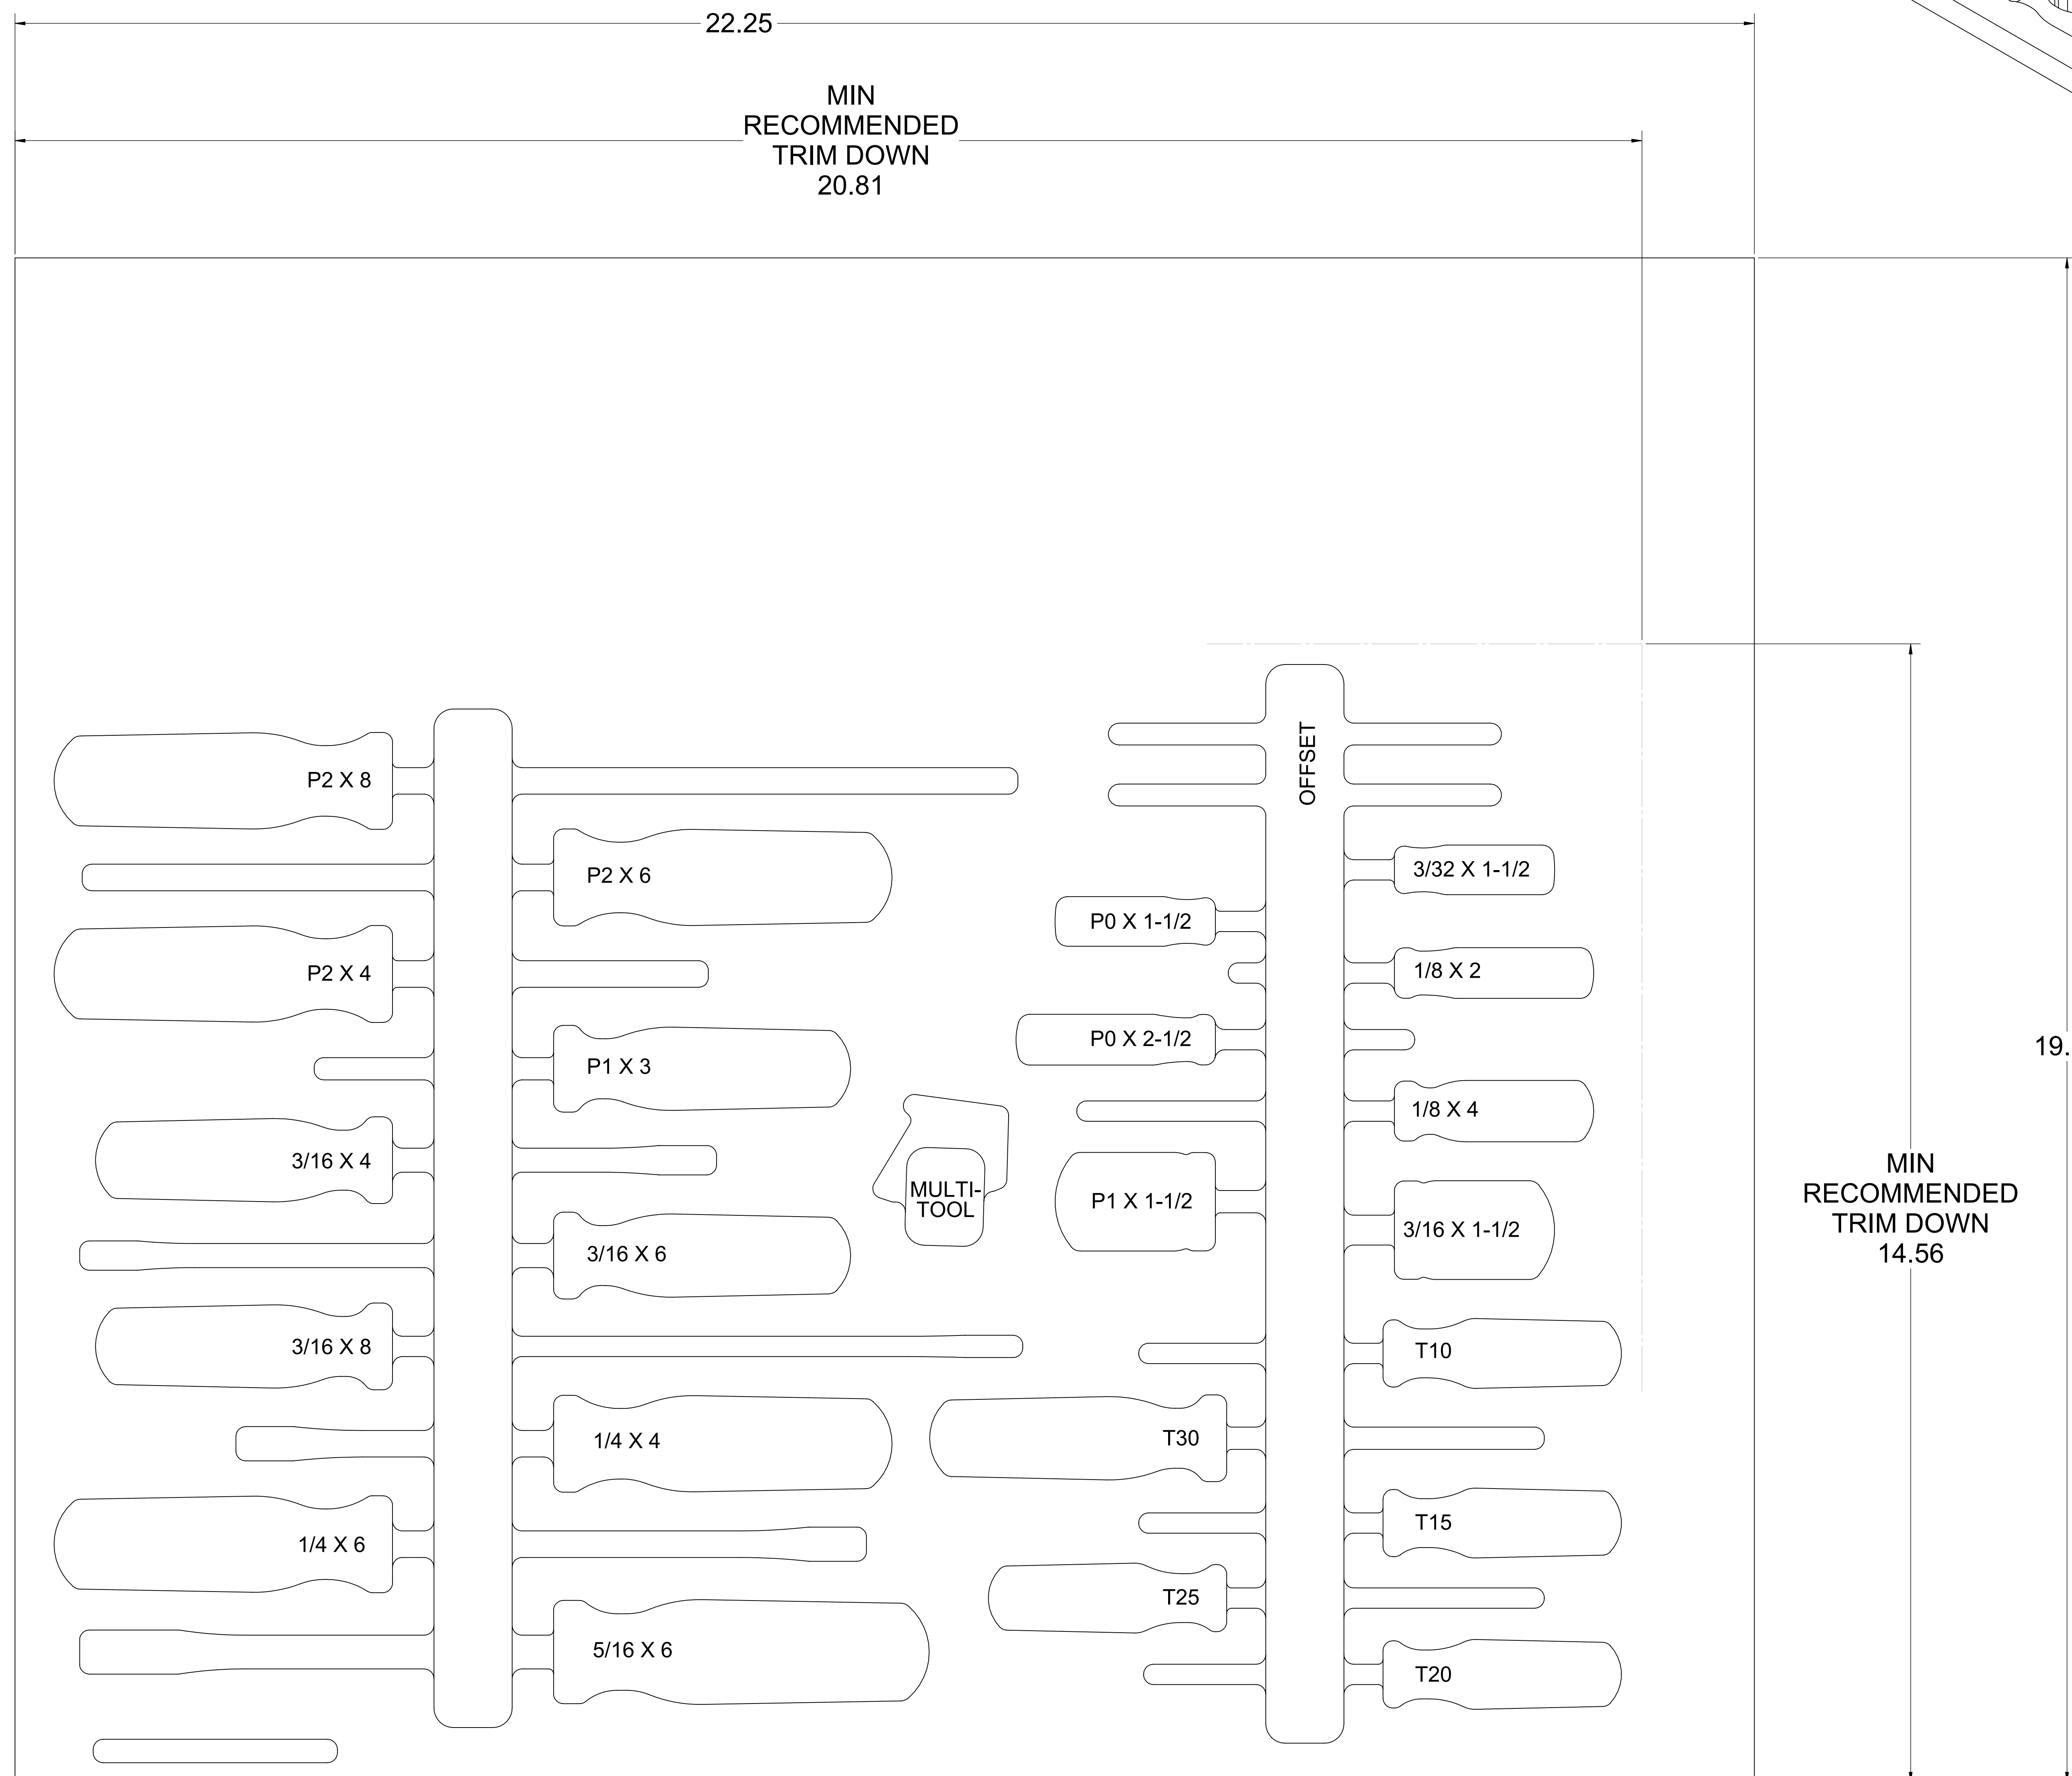 22.25
MIN
RECOMMENDED
TRIM DOWN
20.81
OFFSET
P2 X 8
P2 X 6
3/32 X 1-1/2
P0 X 1-1/2
P2 X 4
1/8 X 2
P0 X 2-1/2
19.
P1 X 3
1/8 X 4
3/16 X 4
MIN
RECOMMENDED
TRIM DOWN
14.56
MULTI-
TOOL
P1 X 1-1/2
3/16 X 1-1/2
3/16 X 6
3/16 X 8
T10
1/4 X 4
T30
T15
1/4 X 6
T25
5/16 X 6
T20